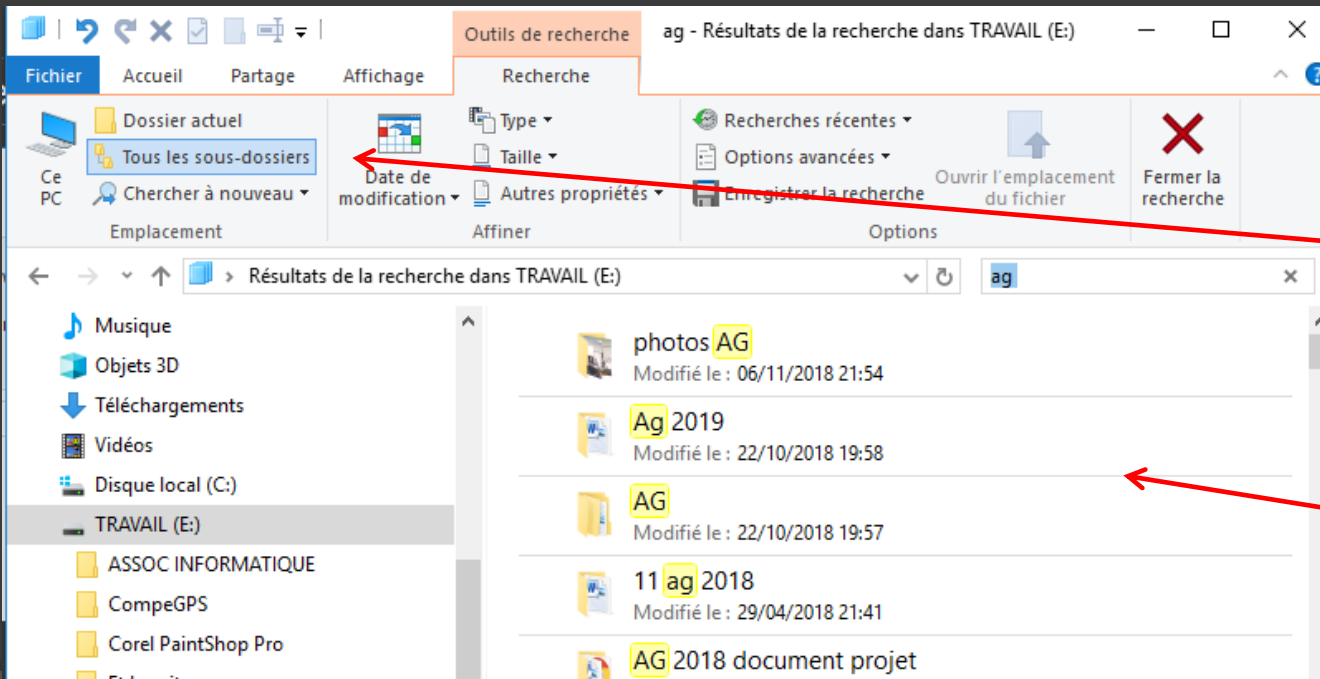 Outils de recherche
ag - Résultats de la recherche dans TRAVAIL (E:)
Fichier
Accueil
Partage
Affichage
Recherche
Ce PC
Dossier actuel
Tous les sous-dossiers
Chercher à nouveau
Emplacement
Date de modification
Type
Taille
Autres propriétés
Affiner
Recherches récentes
Options avancées
Enregistrer la recherche
Ouvrir l'emplacement du fichier
Options
Fermer la recherche
Résultats de la recherche dans TRAVAIL (E:)
ag
Musique
Objets 3D
Téléchargements
Vidéos
Disque local (C:)
TRAVAIL (E:)
ASSOC INFORMATIQUE
CompeGPS
Corel PaintShop Pro
photos AG
Modifié le : 06/11/2018 21:54
Ag 2019
Modifié le : 22/10/2018 19:58
AG
Modifié le : 22/10/2018 19:57
11 ag 2018
Modifié le : 29/04/2018 21:41
AG 2018 document projet